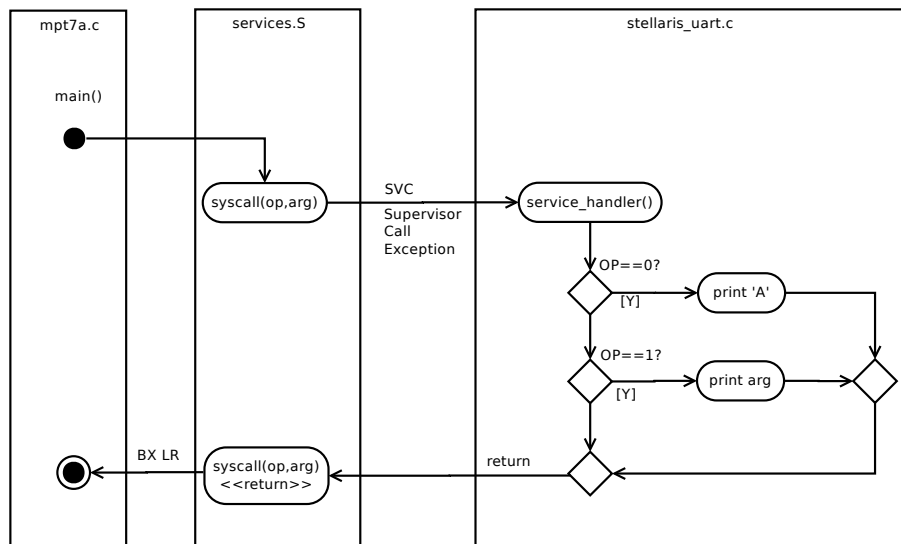 mpt7a.c
services.S
stellaris_uart.c
main()
syscall(op,arg)
SVC
Supervisor
Call
Exception
service_handler()
OP==0?
[Y]
print 'A'
OP==1?
[Y]
print arg
BX LR
syscall(op,arg)
<<return>>
return